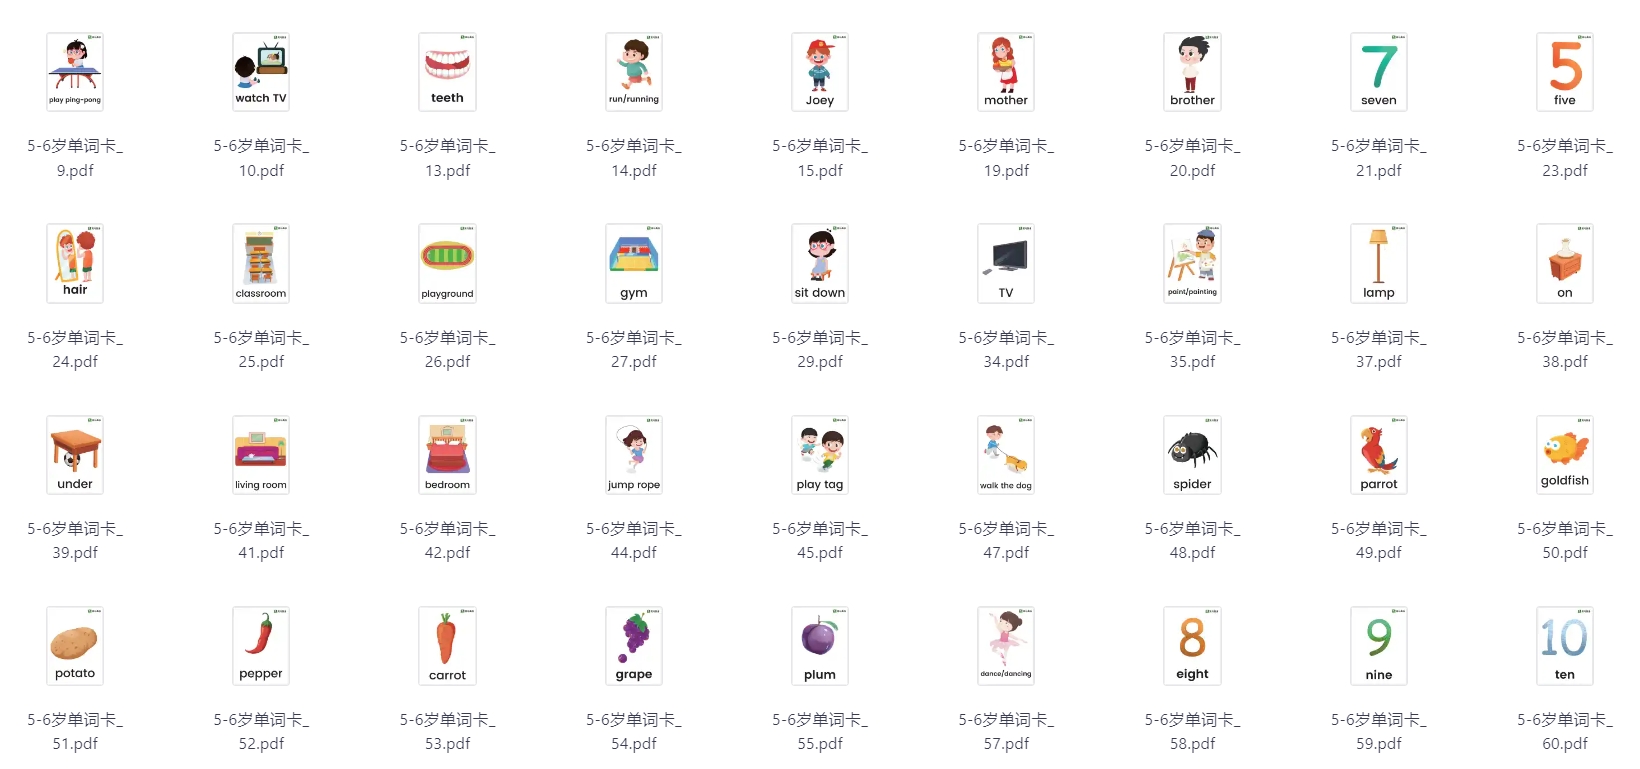 play ping-pong
watch TV
teeth
run/running
Joey
mother
brother
7
seven
5
five
5-6岁单词卡_
9.pdf
5-6岁单词卡_
10.pdf
5-6岁单词卡_
13.pdf
5-6岁单词卡_
14.pdf
5-6岁单词卡_
15.pdf
5-6岁单词卡_
19.pdf
5-6岁单词卡_
20.pdf
5-6岁单词卡_
21.pdf
5-6岁单词卡_
23.pdf
hair
classroom
playground
gym
sit down
TV
paint/painting
lamp
on
5-6岁单词卡_
24.pdf
5-6岁单词卡_
25.pdf
5-6岁单词卡_
26.pdf
5-6岁单词卡_
27.pdf
5-6岁单词卡_
29.pdf
5-6岁单词卡_
34.pdf
5-6岁单词卡_
35.pdf
5-6岁单词卡_
37.pdf
5-6岁单词卡_
38.pdf
under
living room
bedroom
jump rope
play tag
walk the dog
spider
parrot
goldfish
5-6岁单词卡_
39.pdf
5-6岁单词卡_
41.pdf
5-6岁单词卡_
42.pdf
5-6岁单词卡_
44.pdf
5-6岁单词卡_
45.pdf
5-6岁单词卡_
47.pdf
5-6岁单词卡_
48.pdf
5-6岁单词卡_
49.pdf
5-6岁单词卡_
50.pdf
potato
pepper
carrot
grape
plum
dance/dancing
8
eight
9
nine
10
ten
5-6岁单词卡_
51.pdf
5-6岁单词卡_
52.pdf
5-6岁单词卡_
53.pdf
5-6岁单词卡_
54.pdf
5-6岁单词卡_
55.pdf
5-6岁单词卡_
57.pdf
5-6岁单词卡_
58.pdf
5-6岁单词卡_
59.pdf
5-6岁单词卡_
60.pdf